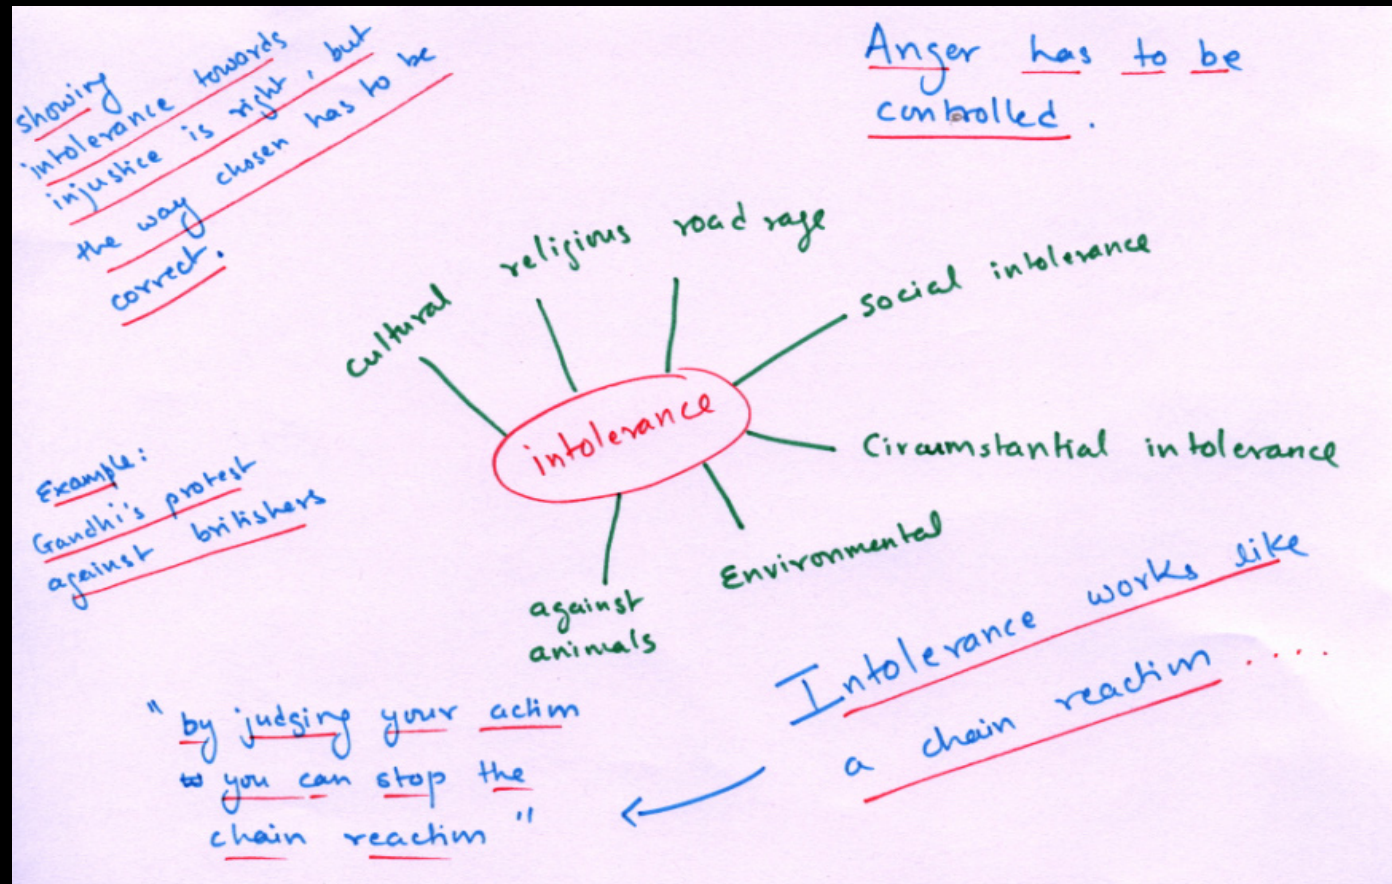 showing
intolerance towards
injustice is right, but
the way chosen has to be
correct.
Anger has to be
controlled.
cultural
religious
road rage
social intolerance
intolerance
Circumstantial intolerance
Environmental
against
animals
Example:
Gandhi's protest
against britishers
Intolerance works like
a chain reaction ....
" by judging your action
you can stop the
chain reaction "